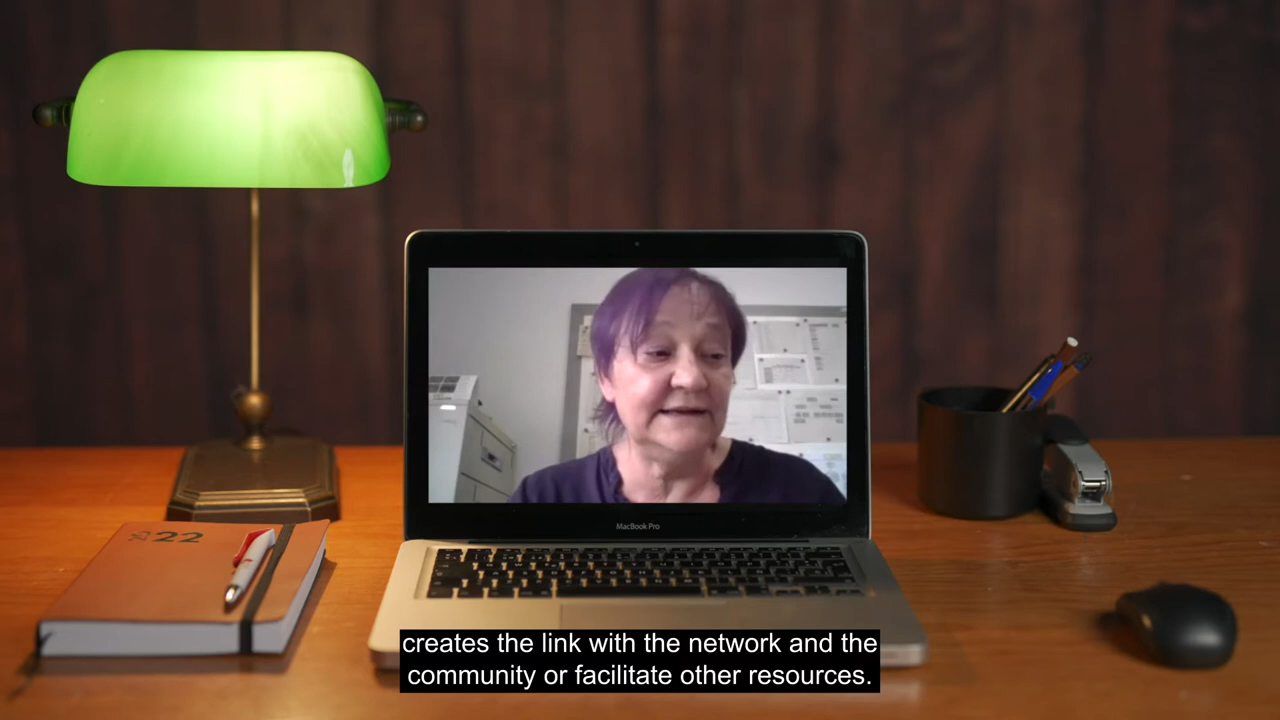 22
MacBook Pro
creates the link with the network and the
community or facilitate other resources.